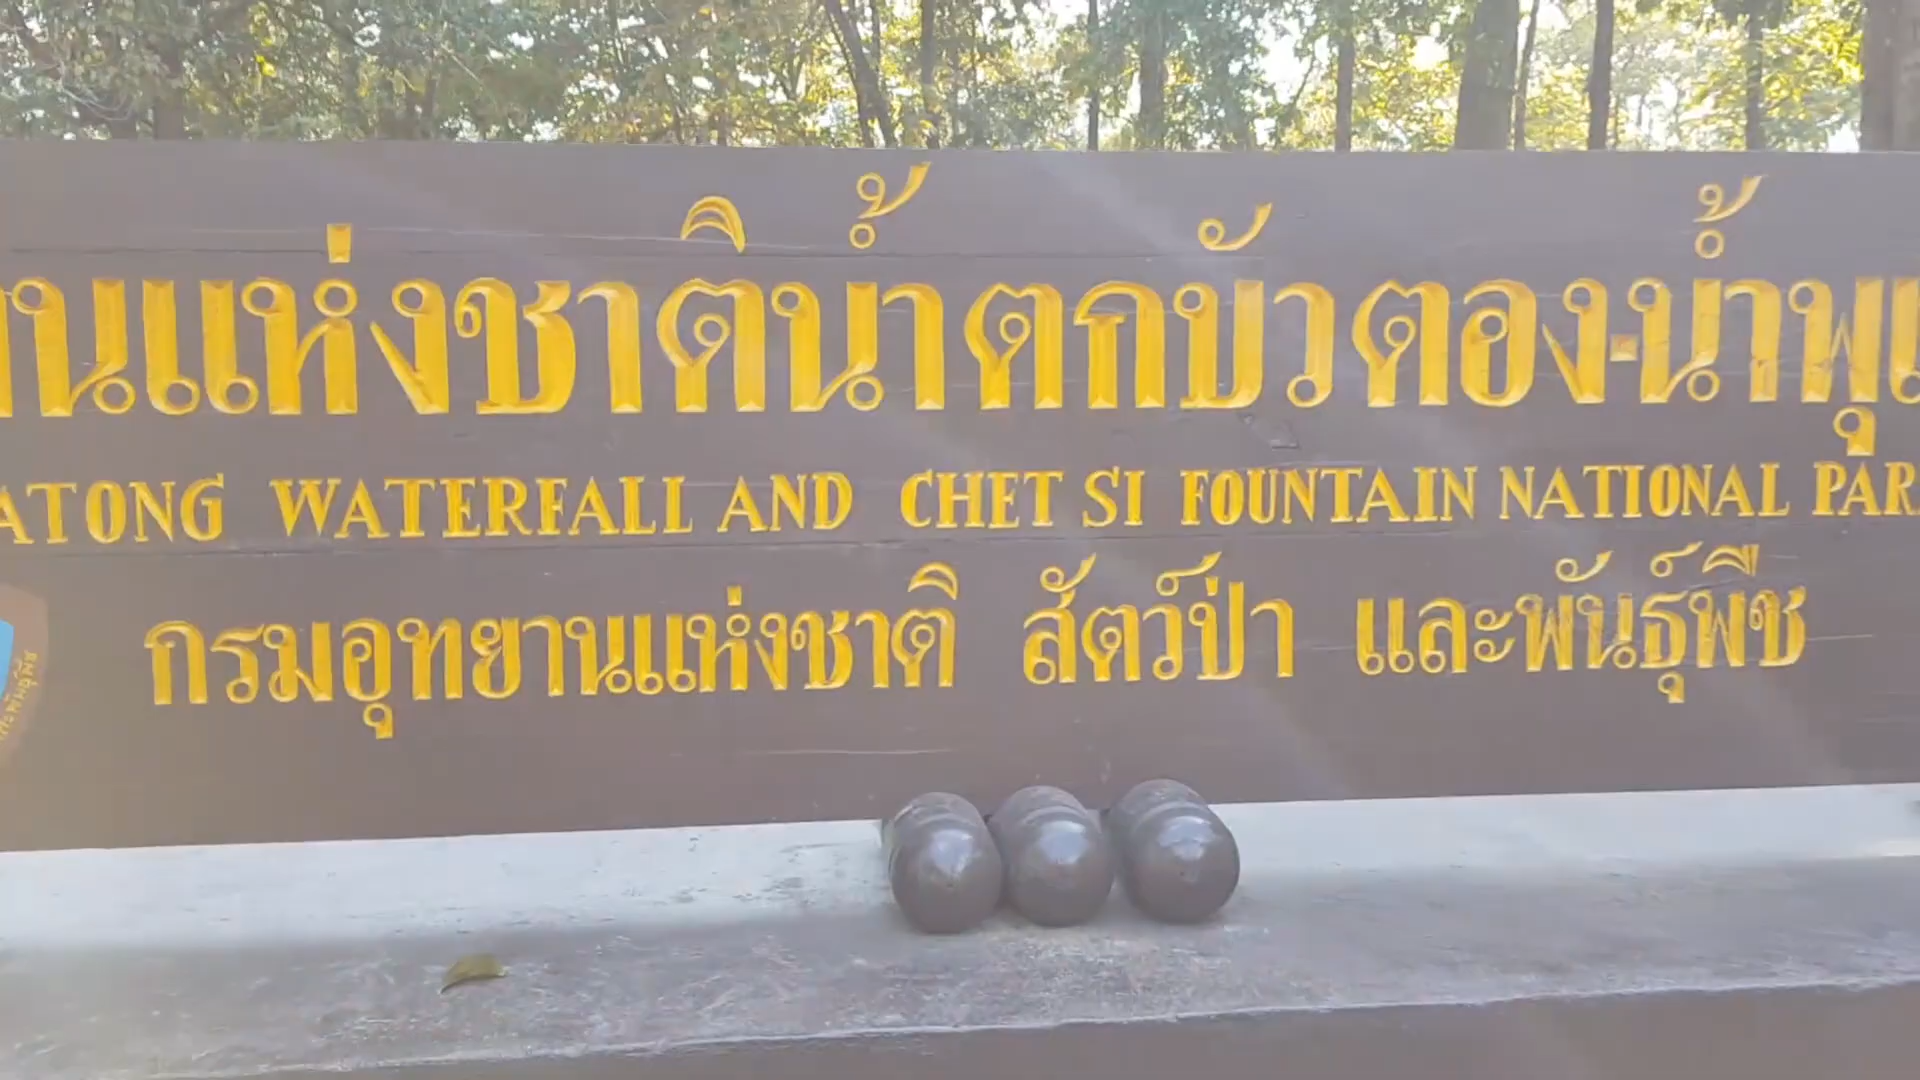 านแห่งชาติน้ำตกบัวตอง-น้ำพุเ
ATONG WATERFALL AND CHET SI FOUNTAIN NATIONAL PAR
กรมอุทยานแห่งชาติ สัตว์ป่า และพันธุ์พืช